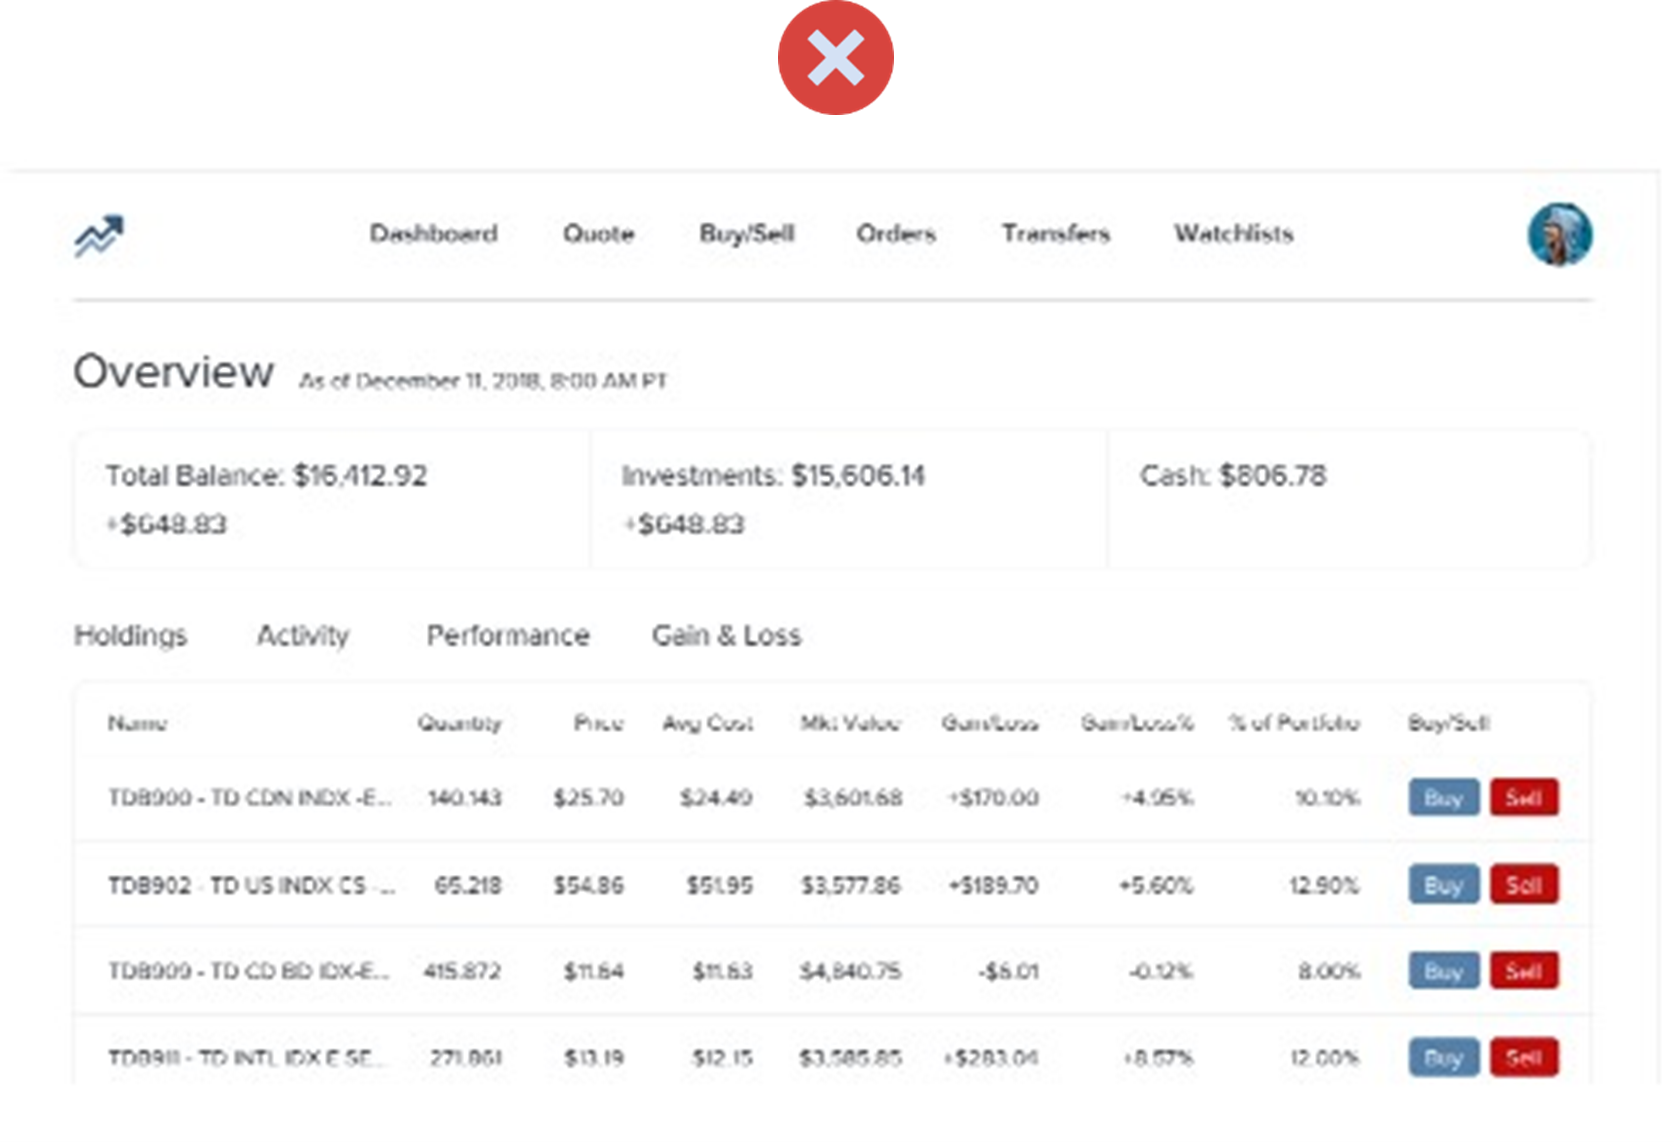 Dashboard Quote Buy/Sell Orders Transfers Watchlists
Overview As of December 11, 2018, 8:00 AM PT
Total Balance: $16,412.92 Investments: $15,606.14 Cash: $806.78
+$648.83 +$648.83
Holdings Activity Performance Gain & Loss
Name Quantity Price Avg Cost Mkt Value Gain/Loss Gain/Loss% % of Portfolio Buy/Sell
TDB900 - TD CDN INDX -E... 140.143 $25.70 $24.49 $3,601.68 +$170.00 +4.95% 10.10% Buy Sell
TDB902 - TD US INDX CS -... 65.218 $54.86 $51.95 $3,577.86 +$189.70 +5.60% 12.90% Buy Sell
TDB909 - TD CD BD IDX-E... 415.872 $11.64 $11.63 $4,840.75 -$6.01 -0.12% 8.00% Buy Sell
TDB911 - TD INTL IDX E SE... 271.861 $13.19 $12.15 $3,585.85 +$283.04 +8.57% 12.00% Buy Sell